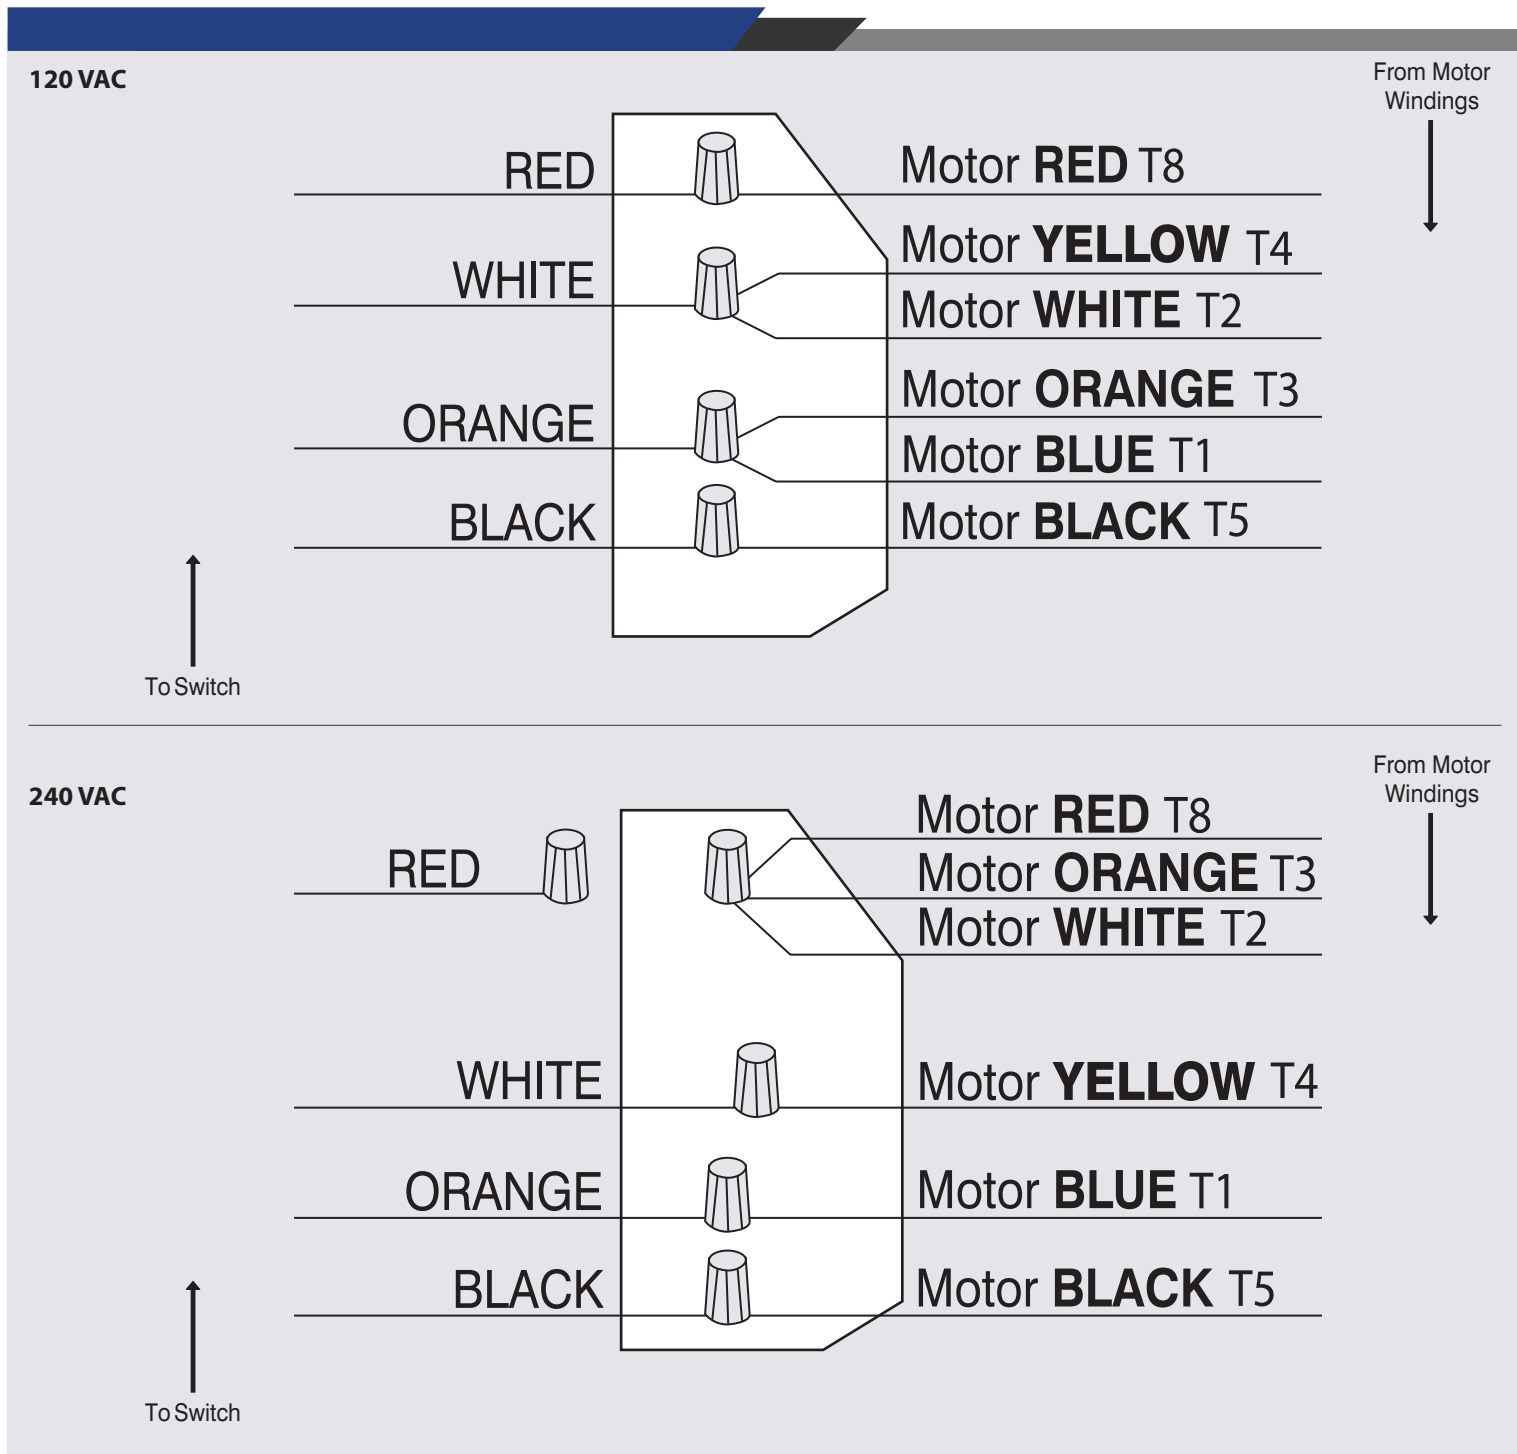 120 VAC
From Motor
Windings
RED
Motor RED T8
WHITE
Motor YELLOW T4
Motor WHITE T2
ORANGE
Motor ORANGE T3
Motor BLUE T1
BLACK
Motor BLACK T5
To Switch
240 VAC
From Motor
Windings
RED
Motor RED T8
Motor ORANGE T3
Motor WHITE T2
WHITE
Motor YELLOW T4
ORANGE
Motor BLUE T1
BLACK
Motor BLACK T5
To Switch